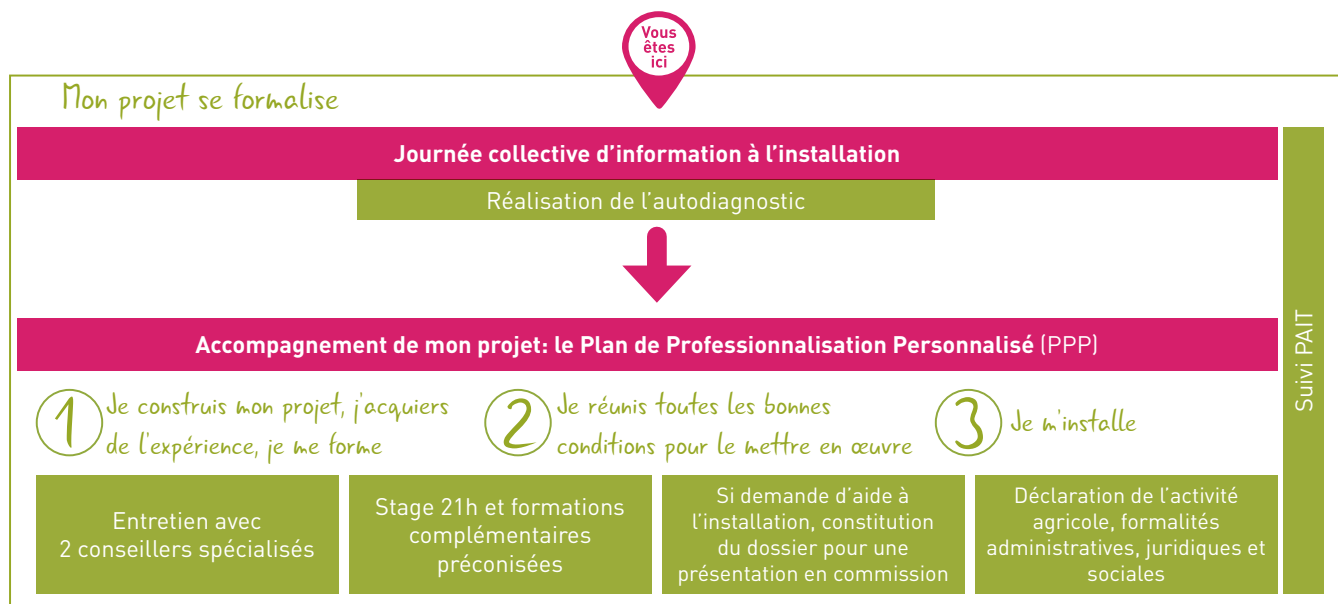 Vous
êtes
ici
Mon projet se formalise
Journée collective d'information à l'installation
Réalisation de l'autodiagnostic
Accompagnement de mon projet: le Plan de Professionnalisation Personnalisé (PPP)
1 Je construis mon projet, j'acquiers
de l'expérience, je me forme
2 Je réunis toutes les bonnes
conditions pour le mettre en œuvre
3 Je m'installe
Entretien avec
2 conseillers spécialisés
Stage 21h et formations
complémentaires
préconisées
Si demande d'aide à
l'installation, constitution
du dossier pour une
présentation en commission
Déclaration de l'activité
agricole, formalités
administratives, juridiques et
sociales
Suivi PAIT